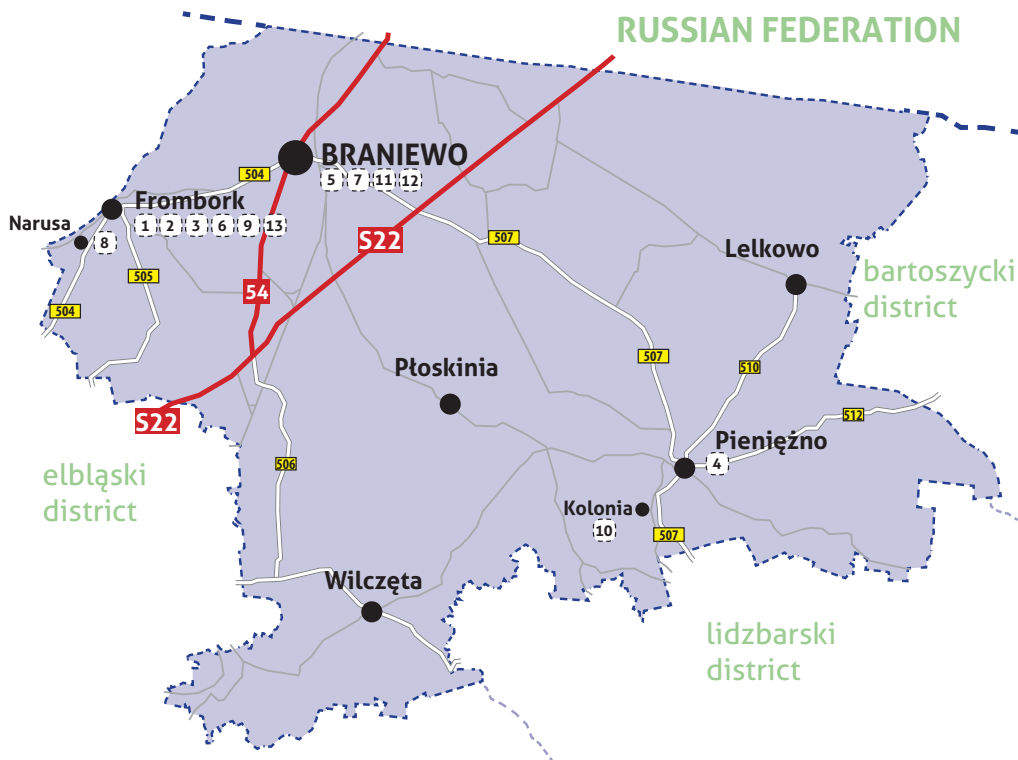 RUSSIAN FEDERATION
BRANIEWO
504
5 7 11 12
Frombork
Narusa
1 2 3 6 9 13
8
S22
507
Lelkowo
505
bartoszycki
district
54
504
507
Płoskinia
510
S22
512
Pieniężno
4
506
elbląski
district
Kolonia
10
507
Wilczęta
lidzbarski
district